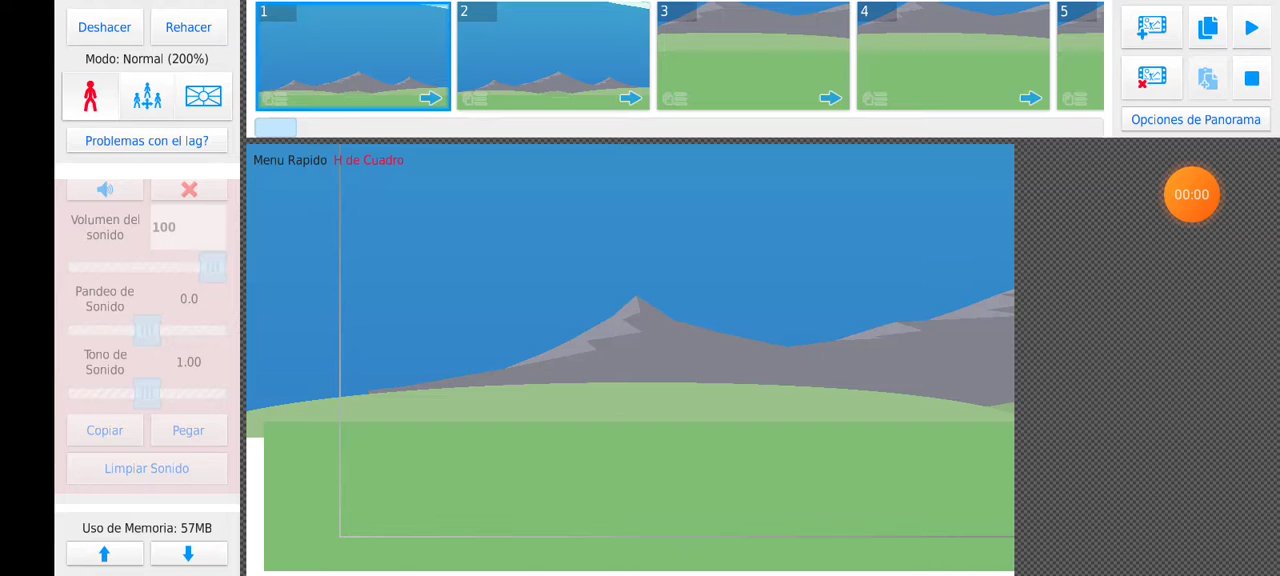 Deshacer
Rehacer
Modo: Normal (200%)
Problemas con el lag?
Volumen del sonido
100
Pandeo de Sonido
0.0
Tono de Sonido
1.00
Copiar
Pegar
Limpiar Sonido
Uso de Memoria: 57MB
1
2
3
4
5
Opciones de Panorama
Menu Rapido
H de Cuadro
00:00